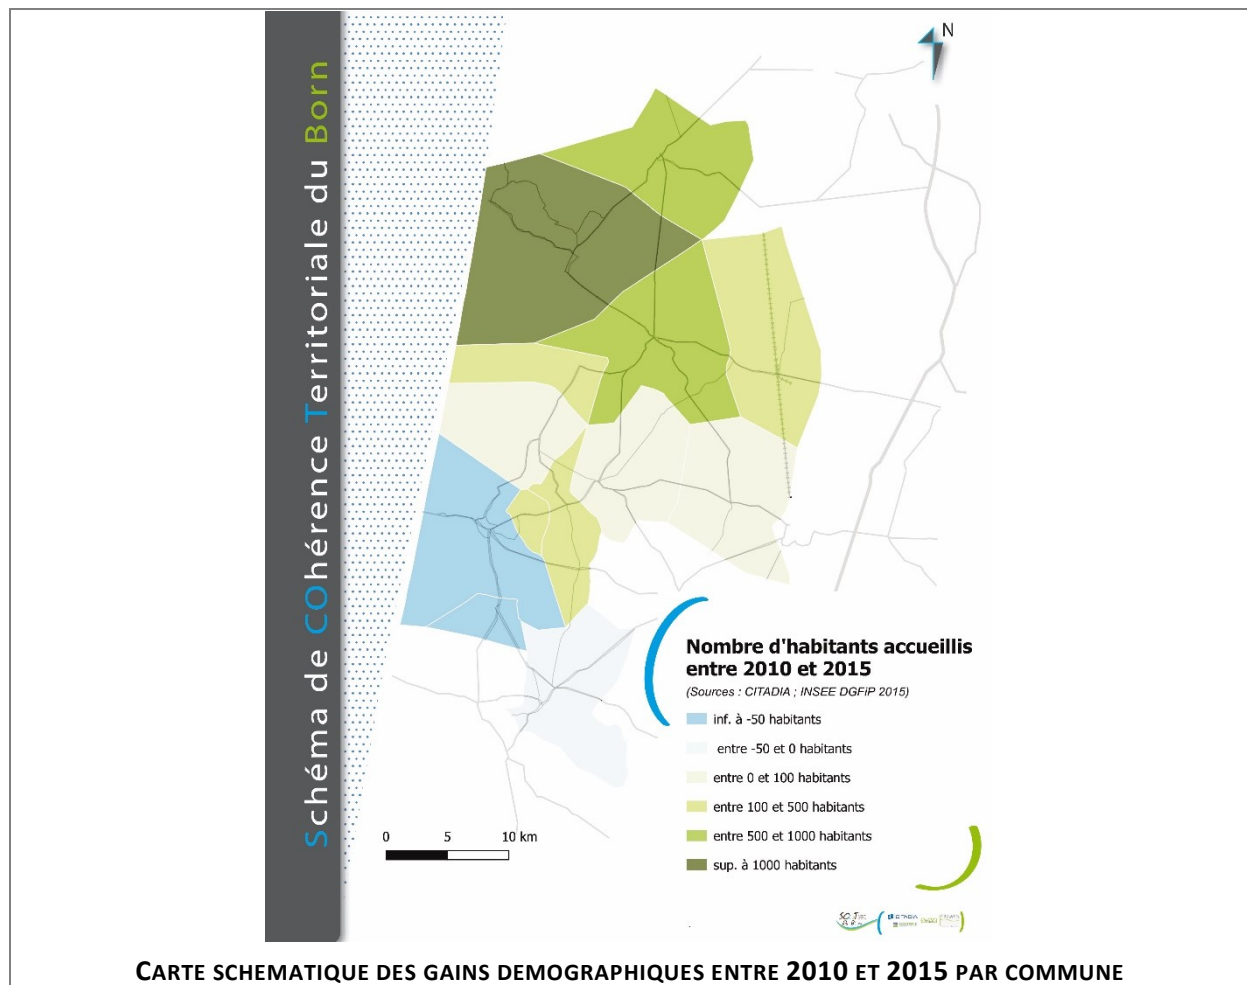 Schéma de COhérence Territoriale du Born
N
Nombre d'habitants accueillis
entre 2010 et 2015
(Sources : CITADIA ; INSEE DGFIP 2015)
inf. à -50 habitants
entre -50 et 0 habitants
entre 0 et 100 habitants
entre 100 et 500 habitants
entre 500 et 1000 habitants
sup. à 1000 habitants
0 5 10 km
CITADIA
CARTE SCHEMATIQUE DES GAINS DEMOGRAPHIQUES ENTRE 2010 ET 2015 PAR COMMUNE